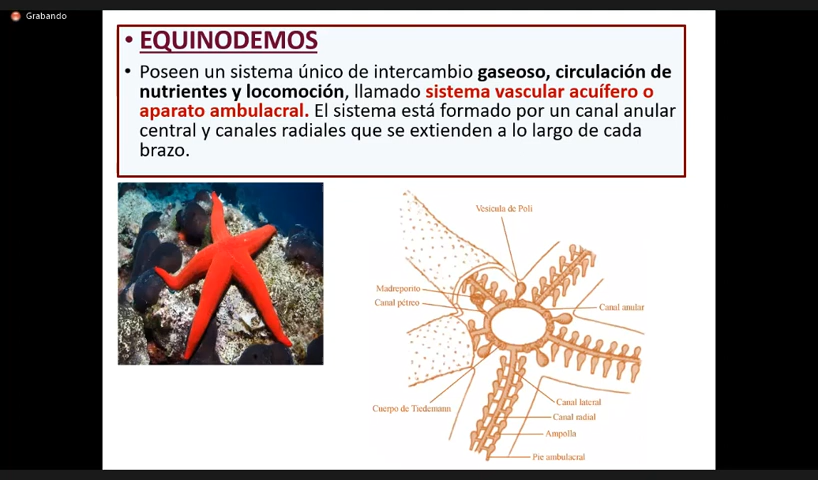 Grabando
• EQUINODEMOS
• Poseen un sistema único de intercambio gaseoso, circulación de
nutrientes y locomoción, llamado sistema vascular acuífero o
aparato ambulacral. El sistema está formado por un canal anular
central y canales radiales que se extienden a lo largo de cada
brazo.
Vesícula de Poli
Madreporito
Canal pétreo
Canal anular
Cuerpo de Tiedemann
Canal lateral
Canal radial
Ampolla
Pie ambulacral